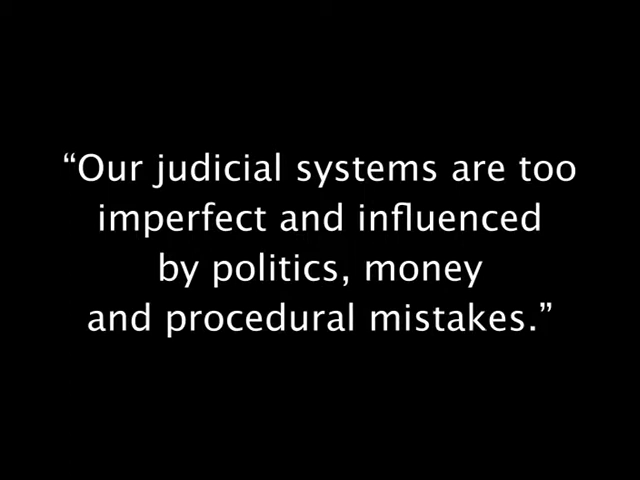 “Our judicial systems are too
imperfect and influenced
by politics, money
and procedural mistakes.”